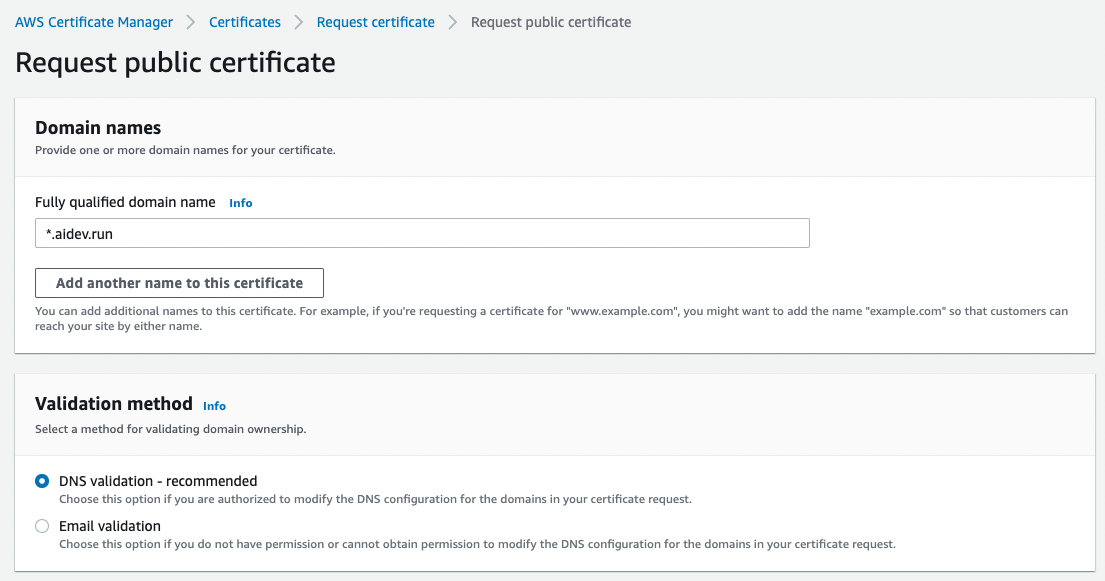 AWS Certificate Manager > Certificates > Request certificate > Request public certificate
Request public certificate
Domain names
Provide one or more domain names for your certificate.
Fully qualified domain name Info
*.aidev.run
Add another name to this certificate
You can add additional names to this certificate. For example, if you're requesting a certificate for "www.example.com", you might want to add the name "example.com" so that customers can
reach your site by either name.
Validation method Info
Select a method for validating domain ownership.
DNS validation - recommended
Choose this option if you are authorized to modify the DNS configuration for the domains in your certificate request.
Email validation
Choose this option if you do not have permission or cannot obtain permission to modify the DNS configuration for the domains in your certificate request.